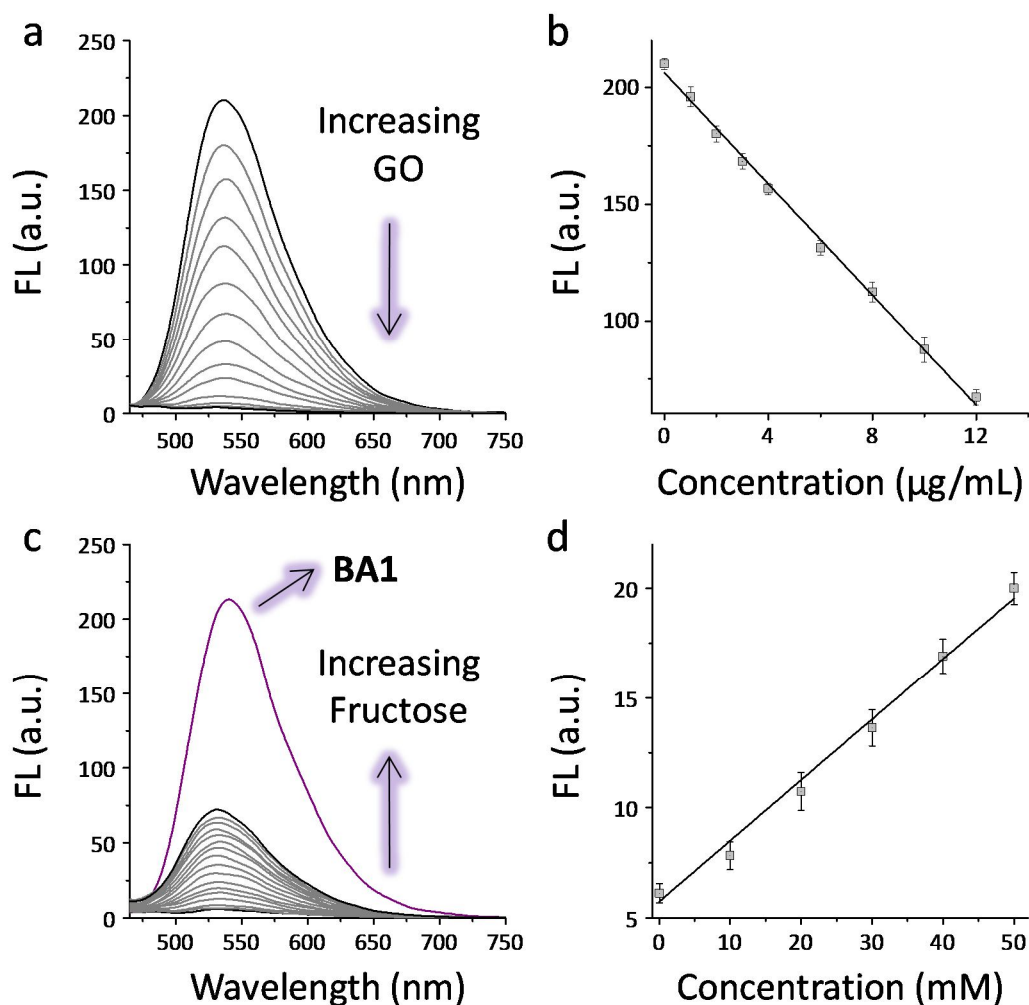 a
250
200
150
100
50
0
FL (a.u.)
500
550
600
650
700
750
Wavelength (nm)
Increasing
GO
b
200
150
100
FL (a.u.)
0
4
8
12
Concentration (µg/mL)
c
250
200
150
100
50
0
FL (a.u.)
500
550
600
650
700
750
Wavelength (nm)
BA1
Increasing
Fructose
d
20
15
10
5
FL (a.u.)
0
10
20
30
40
50
Concentration (mM)